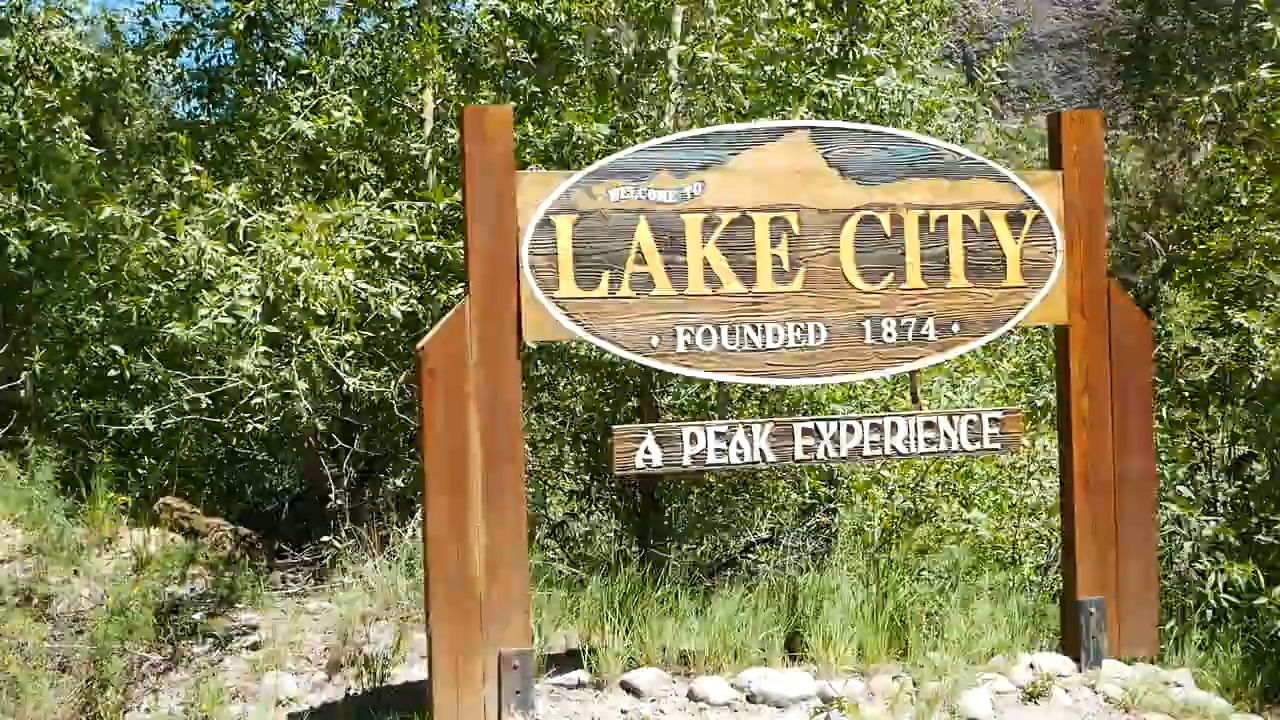 WELCOME TO
LAKE CITY
• FOUNDED 1874 •
A PEAK EXPERIENCE